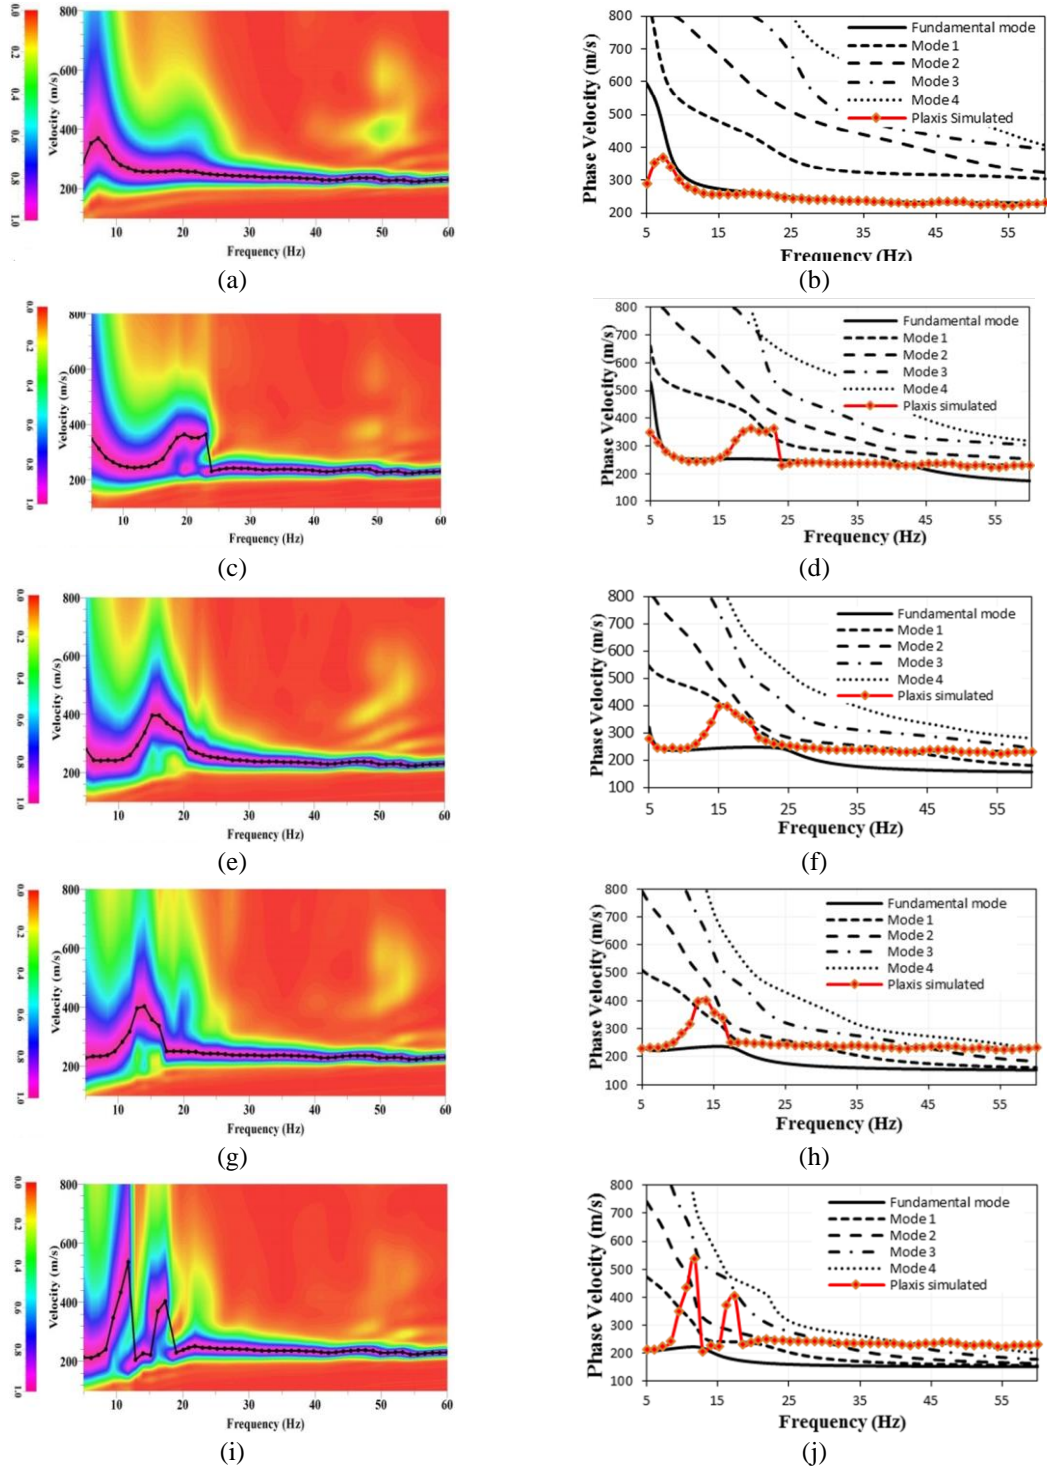 0.0
0.2
0.4
0.6
0.8
1.0
800
600
400
200
Velocity (m/s)
10
20
30
40
50
60
Frequency (Hz)
(a)
800
700
600
500
400
300
200
Phase Velocity (m/s)
Fundamental mode
Mode 1
Mode 2
Mode 3
Mode 4
Plaxis Simulated
5
15
25
35
45
55
Frequency (Hz)
(b)
0.0
0.2
0.4
0.6
0.8
1.0
800
600
400
200
Velocity (m/s)
10
20
30
40
50
60
Frequency (Hz)
(c)
800
700
600
500
400
300
200
100
Phase Velocity (m/s)
Fundamental mode
Mode 1
Mode 2
Mode 3
Mode 4
Plaxis simulated
5
15
25
35
45
55
Frequency (Hz)
(d)
0.0
0.2
0.4
0.6
0.8
1.0
800
600
400
200
Velocity (m/s)
10
20
30
40
50
60
Frequency (Hz)
(e)
800
700
600
500
400
300
200
100
Phase Velocity (m/s)
Fundamental mode
Mode 1
Mode 2
Mode 3
Mode 4
Plaxis simulated
5
15
25
35
45
55
Frequency (Hz)
(f)
0.0
0.2
0.4
0.6
0.8
1.0
800
600
400
200
Velocity (m/s)
10
20
30
40
50
60
Frequency (Hz)
(g)
800
700
600
500
400
300
200
100
Phase Velocity (m/s)
Fundamental mode
Mode 1
Mode 2
Mode 3
Mode 4
Plaxis simulated
5
15
25
35
45
55
Frequency (Hz)
(h)
0.0
0.2
0.4
0.6
0.8
1.0
800
600
400
200
Velocity (m/s)
10
20
30
40
50
60
Frequency (Hz)
(i)
800
700
600
500
400
300
200
100
Phase Velocity (m/s)
Fundamental mode
Mode 1
Mode 2
Mode 3
Mode 4
Plaxis simulated
5
15
25
35
45
55
Frequency (Hz)
(j)